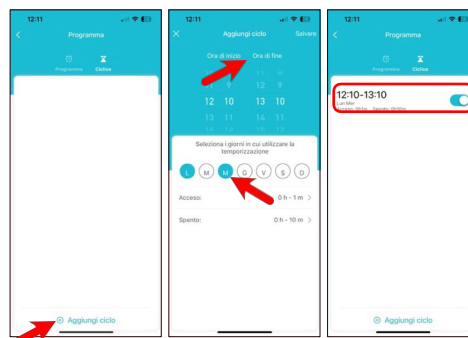 12:11
Programma
Programma Ciclico
Aggiungi ciclo
12:11
Aggiungi ciclo Salvare
Ora di inizio Ora di fine
11 9 12 9
12 10 13 10
13 11 14 11
Seleziona i giorni in cui utilizzare la
temporizzazione
L M M G V S D
Acceso: 0 h - 1 m >
Spento: 0 h - 10 m >
12:11
Programma
Programma Ciclico
12:10-13:10
Lun Mer
Aggiungi ciclo